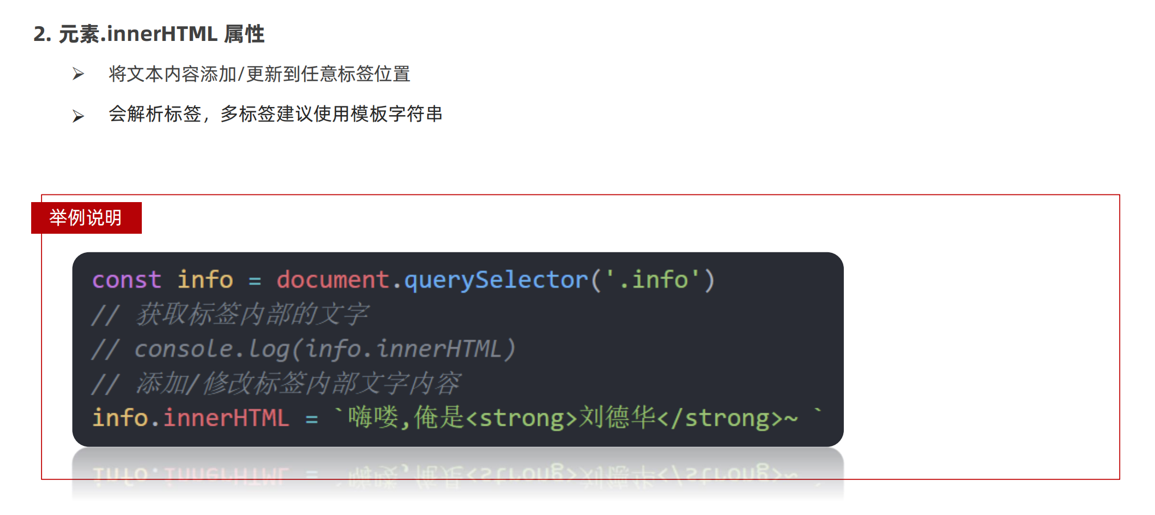 2. 元素.innerHTML 属性
➢ 将文本内容添加/更新到任意标签位置
➢ 会解析标签，多标签建议使用模板字符串
举例说明
const info = document.querySelector('.info')
// 获取标签内部的文字
// console.log(info.innerHTML)
// 添加/修改标签内部文字内容
info.innerHTML = `嗨喽,俺是<strong>刘德华</strong>~ `